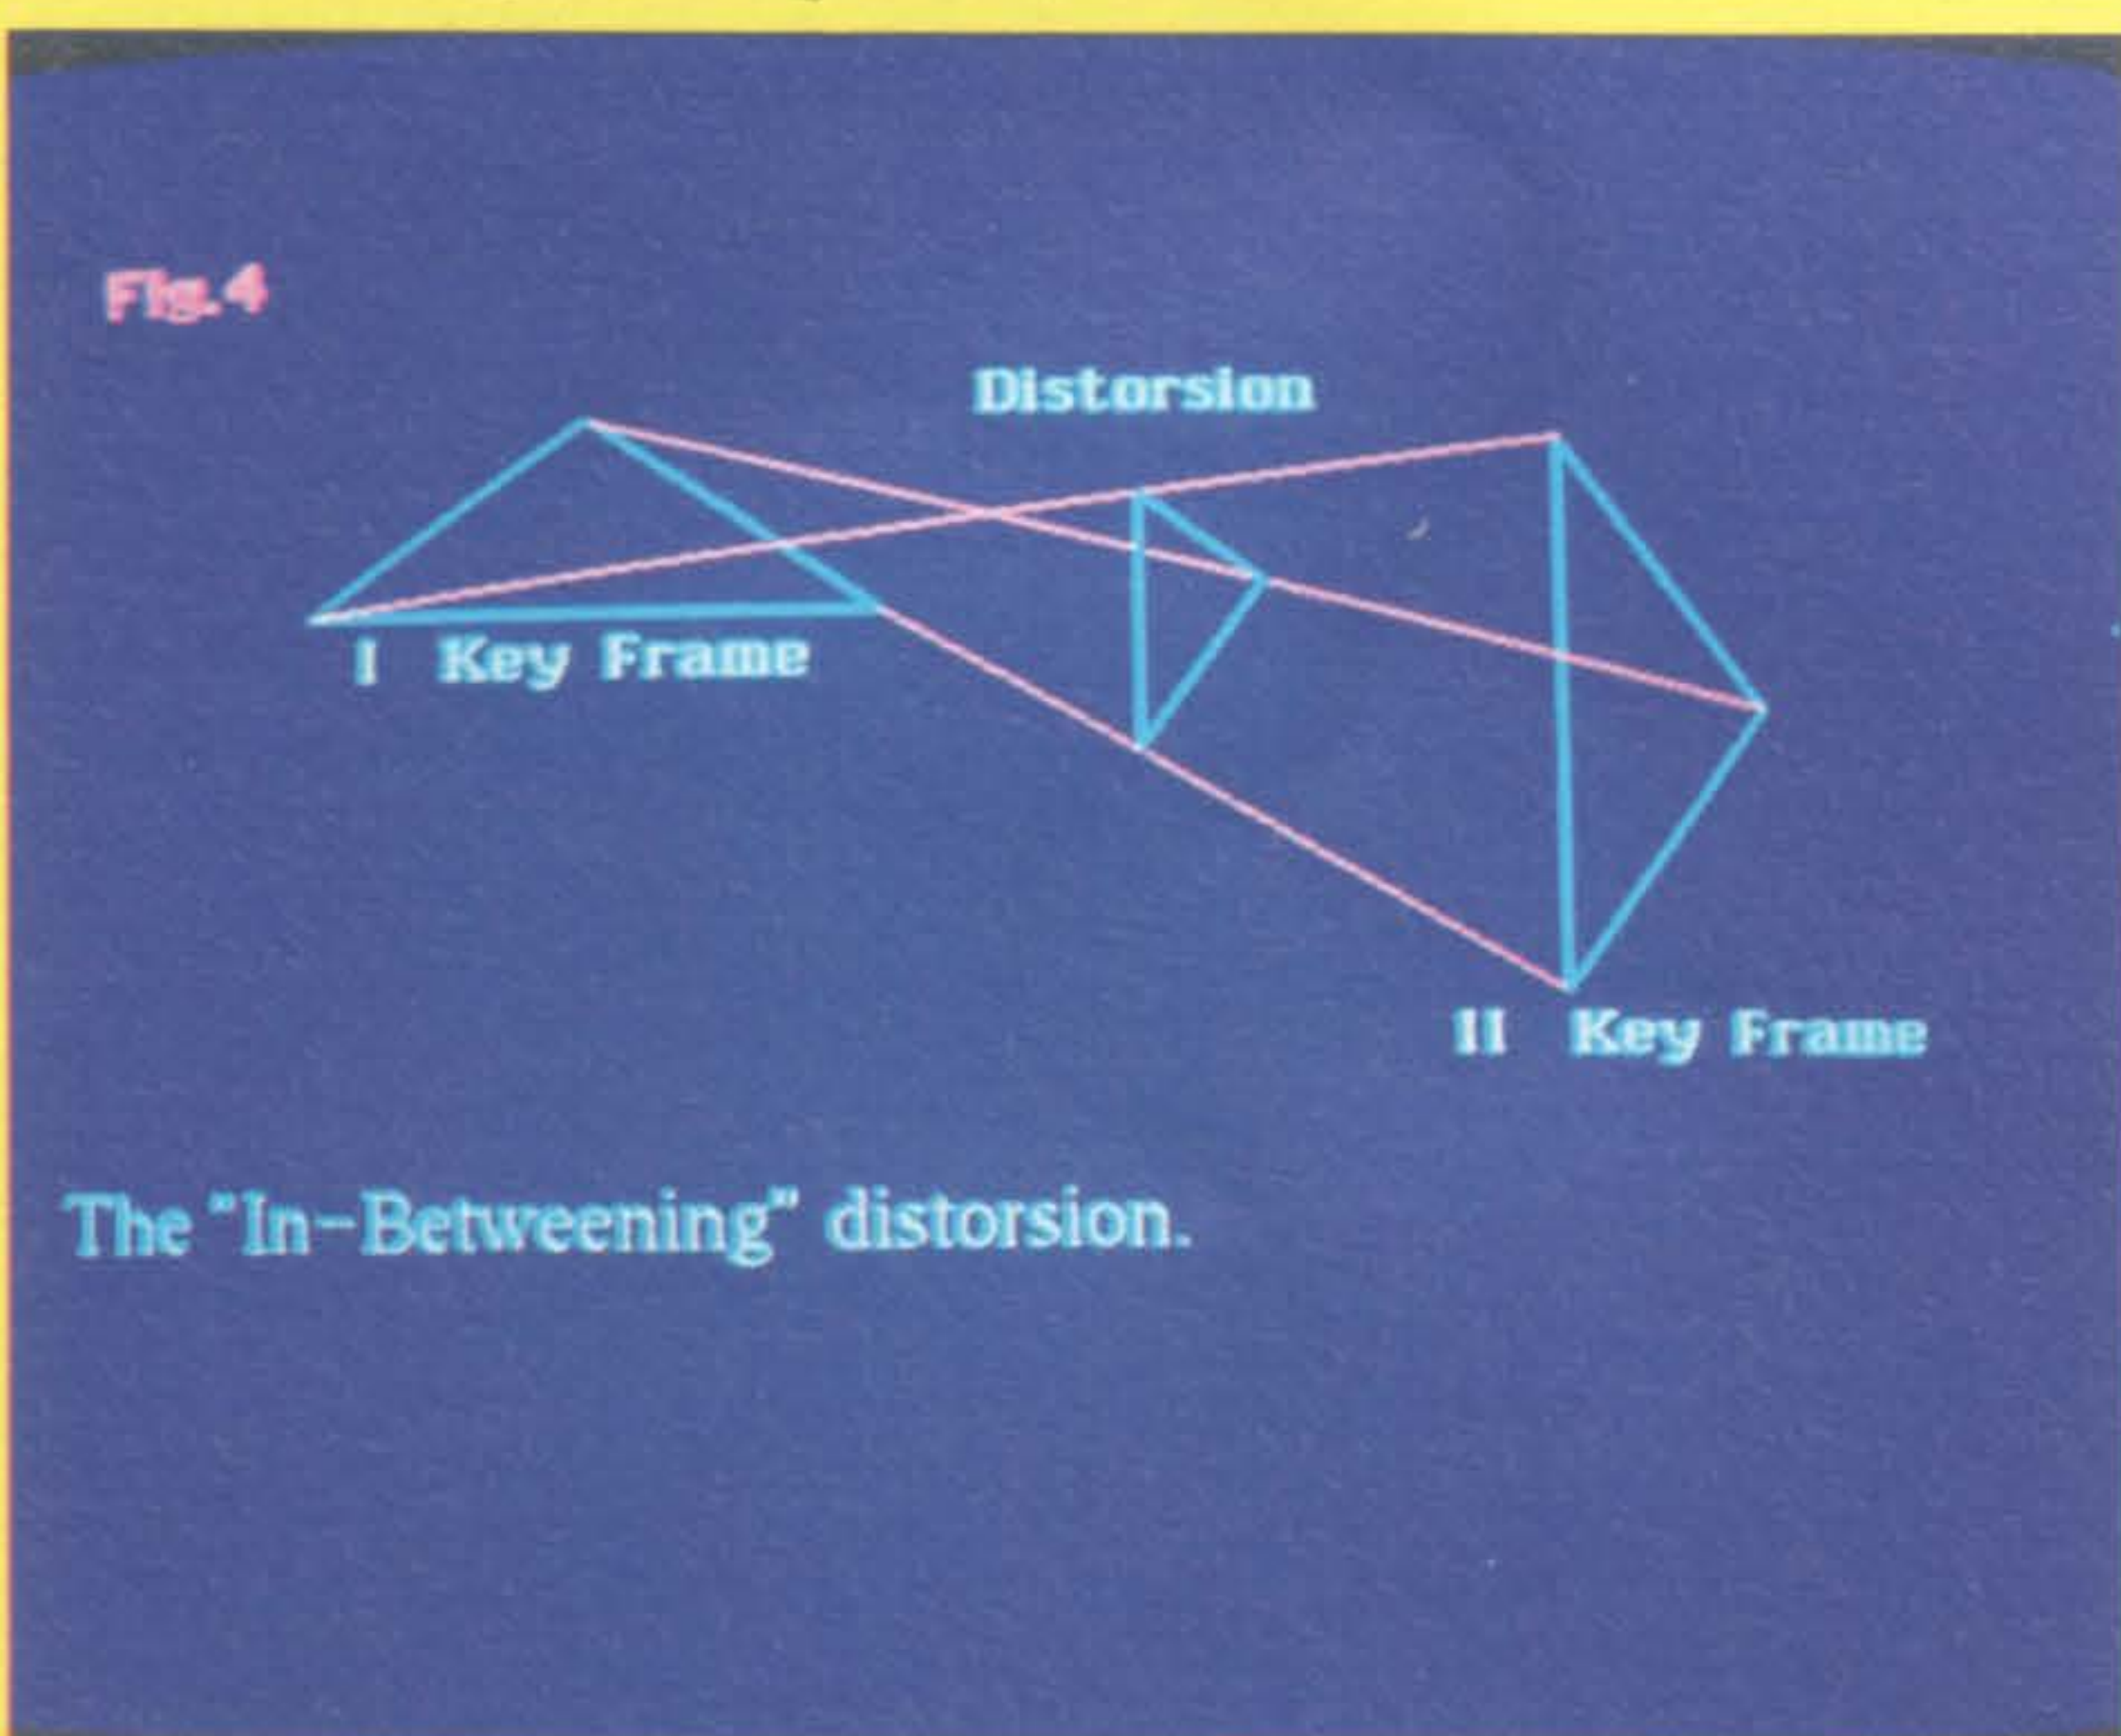 Fig.4
Distorsion
I Key Frame
II Key Frame
The "In-Betweening" distorsion.